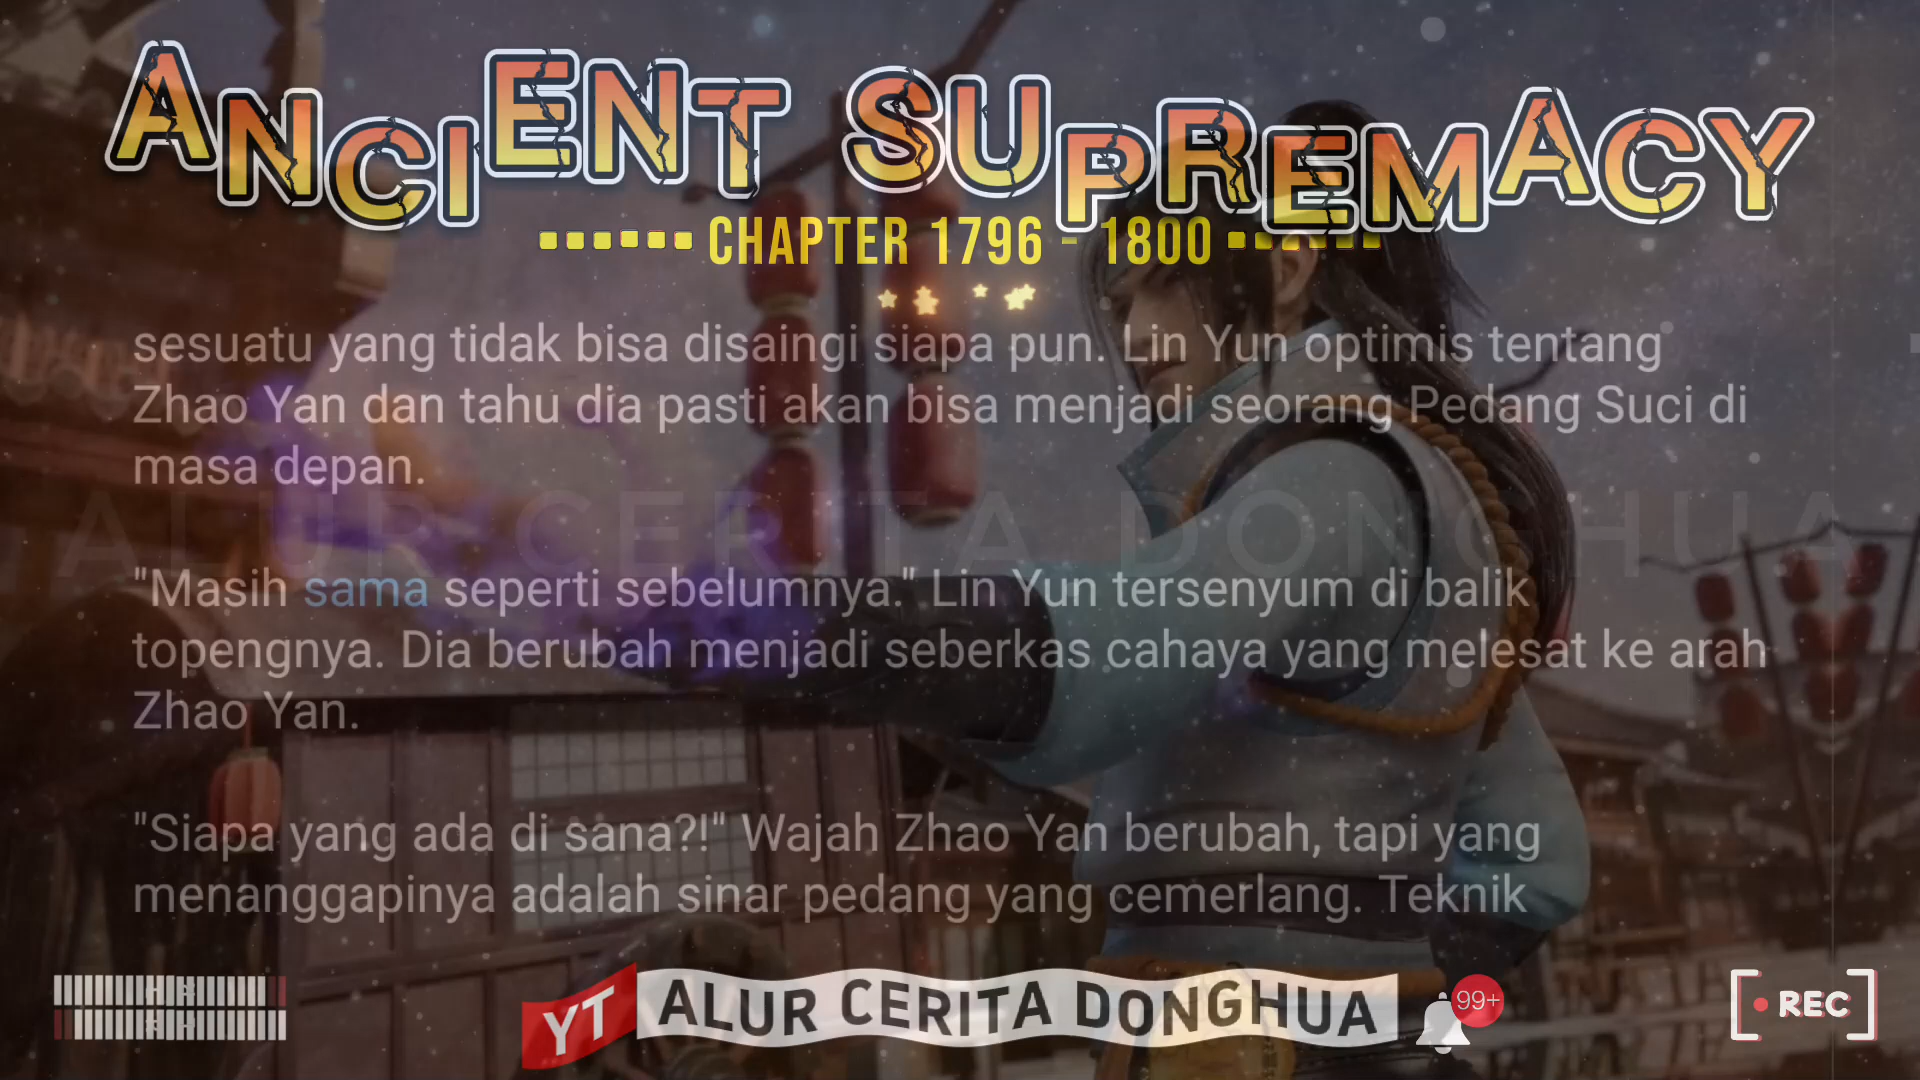 ANCIENT SUPREMACY
CHAPTER 1796 - 1800
sesuatu yang tidak bisa disaingi siapa pun. Lin Yun optimis tentang
Zhao Yan dan tahu dia pasti akan bisa menjadi seorang Pedang Suci di
masa depan.
ALUR CERITA DONGHUA
"Masih sama seperti sebelumnya." Lin Yun tersenyum di balik
topengnya. Dia berubah menjadi seberkas cahaya yang melesat ke arah
Zhao Yan.
"Siapa yang ada di sana?!" Wajah Zhao Yan berubah, tapi yang
menanggapinya adalah sinar pedang yang cemerlang. Teknik
YT ALUR CERITA DONGHUA 99+
REC